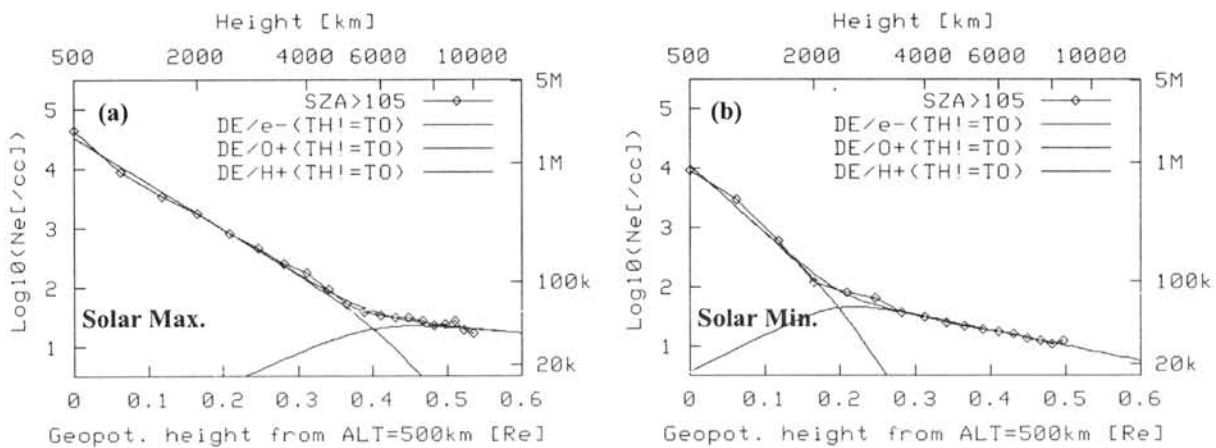 Height [km]
500 2000 4000 6000 10000
(a)
SZA>105
DE/e-(TH!=TO)
DE/O+(TH!=TO)
DE/H+(TH!=TO)
5M
1M
100k
20k
Log10(Ne[/cc])
5
4
3
2
1
Solar Max.
0 0.1 0.2 0.3 0.4 0.5 0.6
Geopot. height from ALT=500km [Re]
Height [km]
500 2000 4000 6000 10000
(b)
SZA>105
DE/e-(TH!=TO)
DE/O+(TH!=TO)
DE/H+(TH!=TO)
5M
1M
100k
20k
Log10(Ne[/cc])
5
4
3
2
1
Solar Min.
0 0.1 0.2 0.3 0.4 0.5 0.6
Geopot. height from ALT=500km [Re]